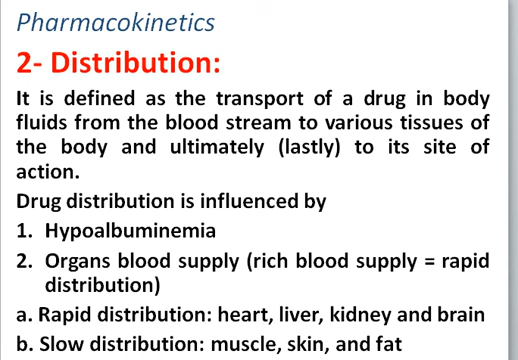 Pharmacokinetics
2- Distribution:
It is defined as the transport of a drug in body
fluids from the blood stream to various tissues of
the body and ultimately (lastly) to its site of
action.
Drug distribution is influenced by
1. Hypoalbuminemia
2. Organs blood supply (rich blood supply = rapid
distribution)
a. Rapid distribution: heart, liver, kidney and brain
b. Slow distribution: muscle, skin, and fat